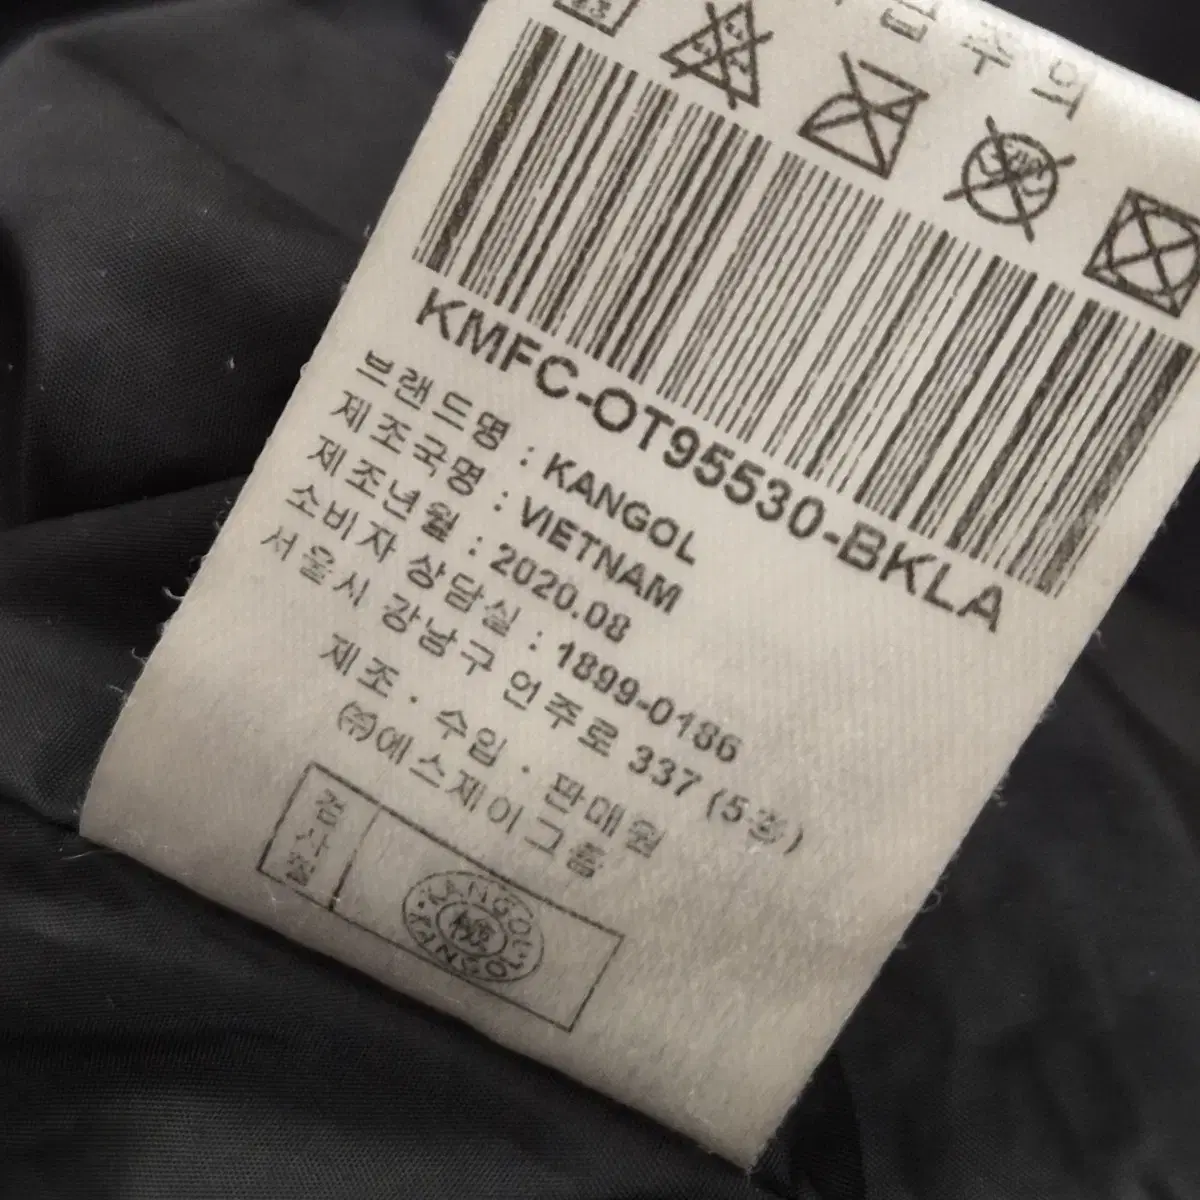 급주의
KMFC-OT95530-BKLA
브랜드명 : KANGOL
제조국명 : VIETNAM
제조년월 : 2020.08
소비자 상담실 : 1899-0186
서울시 강남구 언주로 337 (5층)
제조 · 수입 · 판매원
㈜에스제이그룹
검사필
KANGOL